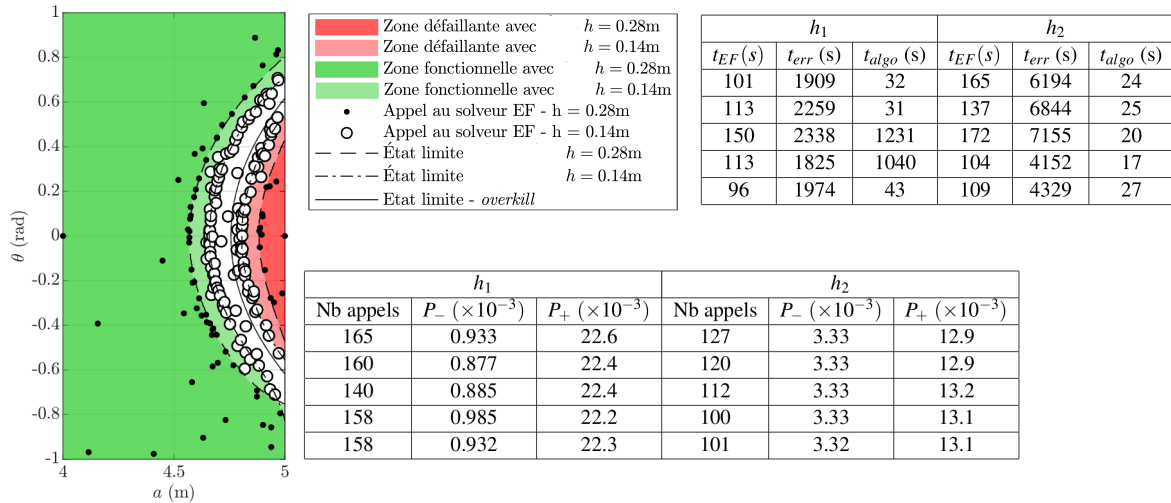 1
0.8
0.6
0.4
0.2
0
-0.2
-0.4
-0.6
-0.8
-1
θ (rad)
4
4.5
5
a (m)
Zone défaillante avec h = 0.28m
Zone défaillante avec h = 0.14m
Zone fonctionnelle avec h = 0.28m
Zone fonctionnelle avec h = 0.14m
Appel au solveur EF - h = 0.28m
Appel au solveur EF - h = 0.14m
État limite h = 0.28m
État limite h = 0.14m
Etat limite - overkill
h₁ h₂
t_EF(s) t_err (s) t_algo (s) t_EF(s) t_err (s) t_algo (s)
101 1909 32 165 6194 24
113 2259 31 137 6844 25
150 2338 1231 172 7155 20
113 1825 1040 104 4152 17
96 1974 43 109 4329 27
h₁ h₂
Nb appels P₋ (×10⁻³) P₊ (×10⁻³) Nb appels P₋ (×10⁻³) P₊ (×10⁻³)
165 0.933 22.6 127 3.33 12.9
160 0.877 22.4 120 3.33 12.9
140 0.885 22.4 112 3.33 13.2
158 0.985 22.2 100 3.33 13.1
158 0.932 22.3 101 3.32 13.1